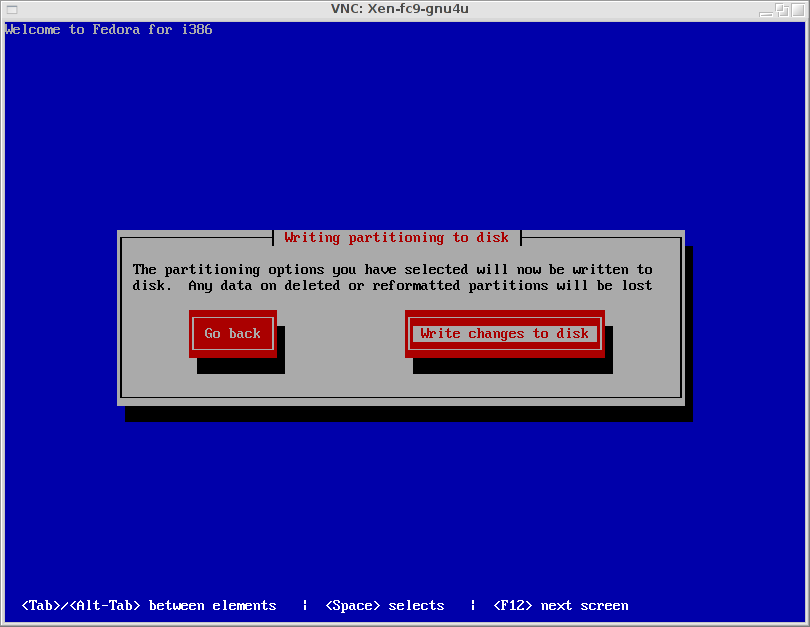 VNC: Xen-fc9-gnu4u
Welcome to Fedora for i386
Writing partitioning to disk
The partitioning options you have selected will now be written to
disk.  Any data on deleted or reformatted partitions will be lost
Go back
Write changes to disk
<Tab>/<Alt-Tab> between elements   |  <Space> selects   |  <F12> next screen